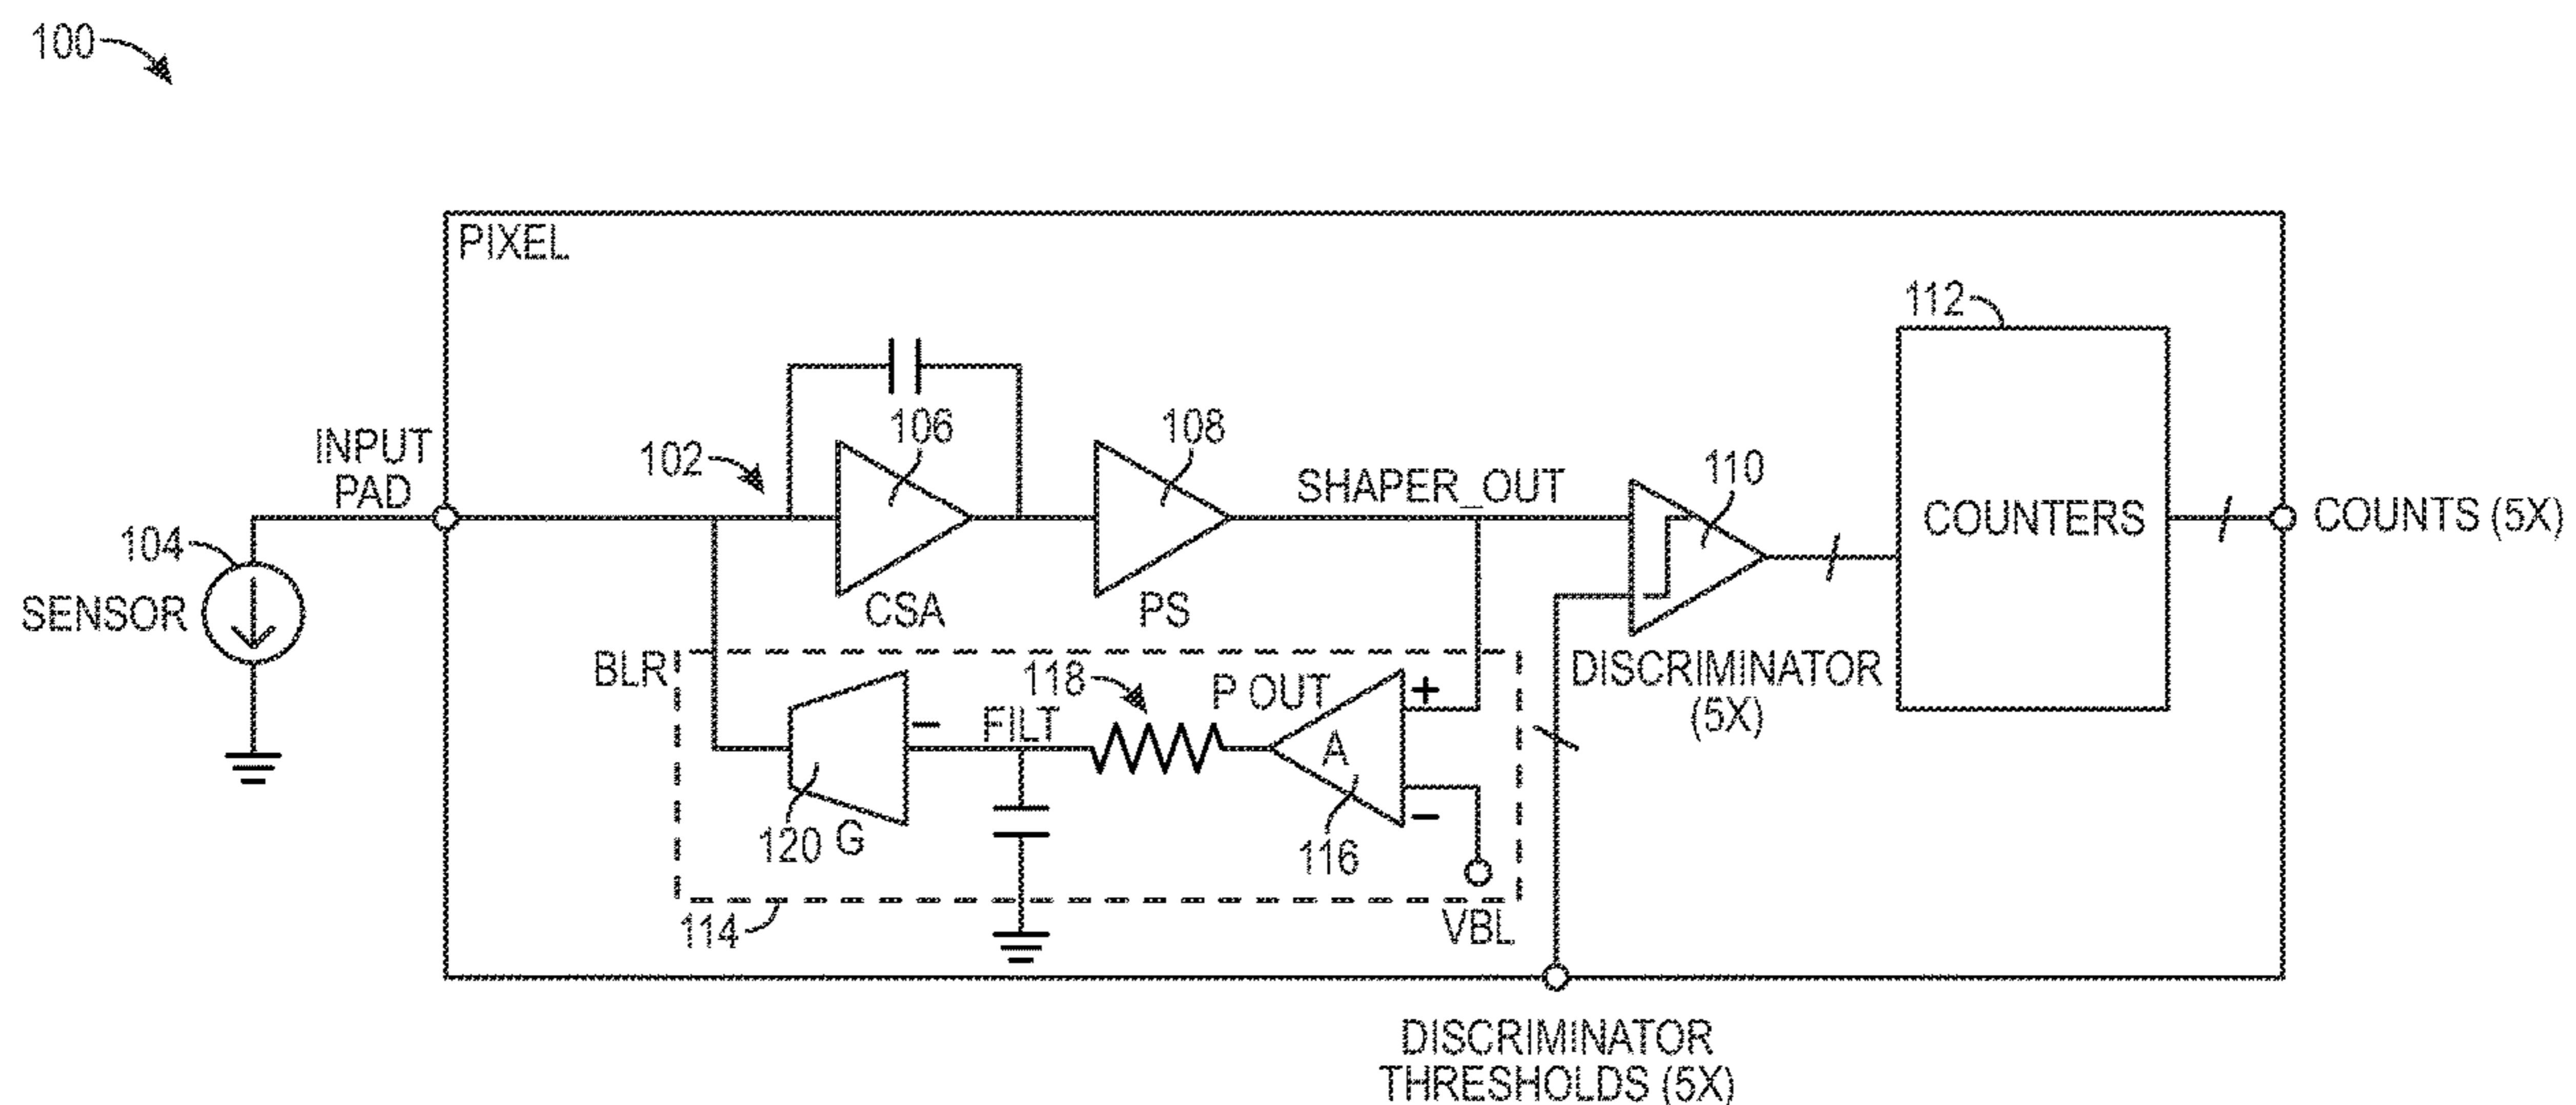 100
PIXEL
112
106
108
102
INPUT
PAD
110
SHAPER_OUT
COUNTERS
COUNTS (5X)
104
SENSOR
CSA
PS
BLR
118
P OUT
+
DISCRIMINATOR
(5X)
FILT
−
A
120
G
116
−
114
VBL
DISCRIMINATOR
THRESHOLDS (5X)